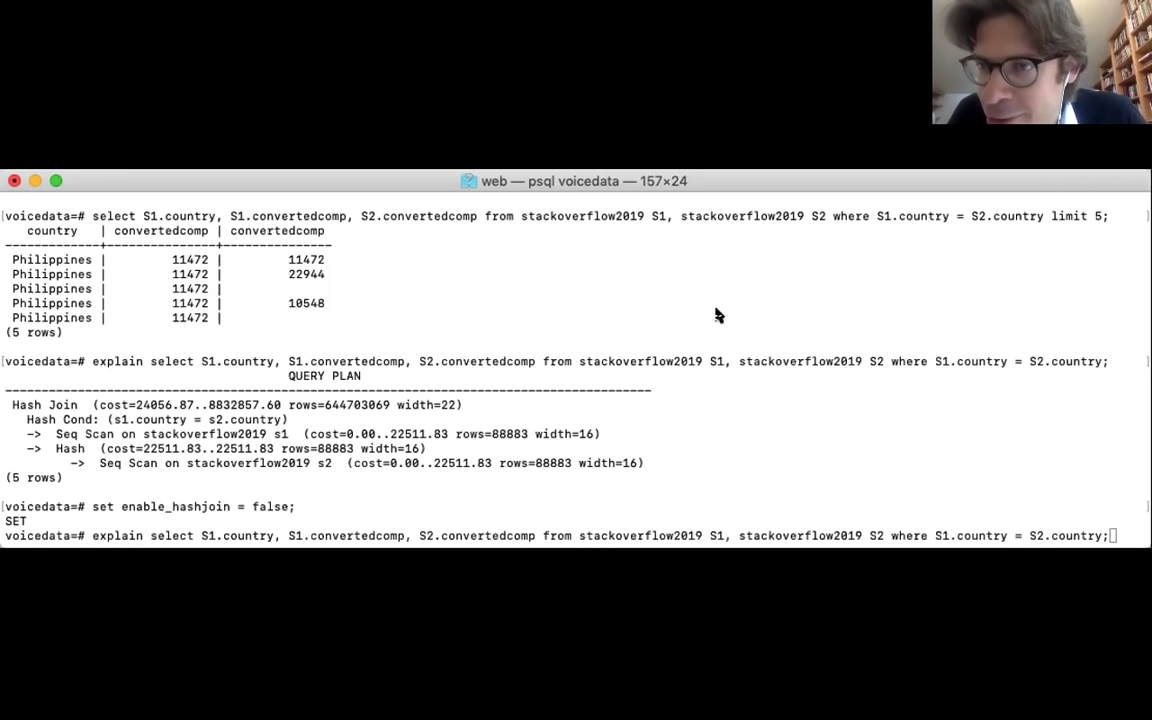 web — psql voicedata — 157×24
voicedata=# select S1.country, S1.convertedcomp, S2.convertedcomp from stackoverflow2019 S1, stackoverflow2019 S2 where S1.country = S2.country limit 5;
country | convertedcomp | convertedcomp
-------------+---------------+---------------
Philippines | 11472 | 11472
Philippines | 11472 | 22944
Philippines | 11472 |
Philippines | 11472 | 10548
Philippines | 11472 |
(5 rows)
voicedata=# explain select S1.country, S1.convertedcomp, S2.convertedcomp from stackoverflow2019 S1, stackoverflow2019 S2 where S1.country = S2.country;
QUERY PLAN
-----------------------------------------------------------------------------------------
Hash Join (cost=24056.87..8832857.60 rows=644703069 width=22)
Hash Cond: (s1.country = s2.country)
-> Seq Scan on stackoverflow2019 s1 (cost=0.00..22511.83 rows=88883 width=16)
-> Hash (cost=22511.83..22511.83 rows=88883 width=16)
-> Seq Scan on stackoverflow2019 s2 (cost=0.00..22511.83 rows=88883 width=16)
(5 rows)
voicedata=# set enable_hashjoin = false;
SET
voicedata=# explain select S1.country, S1.convertedcomp, S2.convertedcomp from stackoverflow2019 S1, stackoverflow2019 S2 where S1.country = S2.country;